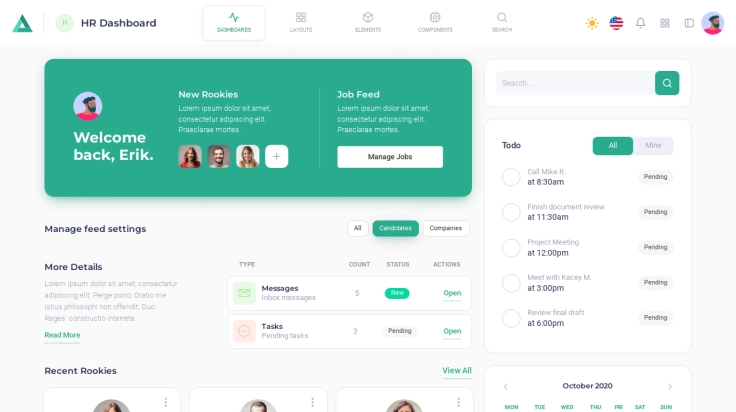 H
HR Dashboard
DASHBOARDS
LAYOUTS
ELEMENTS
COMPONENTS
SEARCH
Welcome
back, Erik.
New Rookies
Lorem ipsum dolor sit amet,
consectetur adipiscing elit.
Praeclarae mortes.
Job Feed
Lorem ipsum dolor sit amet,
consectetur adipiscing elit.
Praeclarae mortes.
Manage Jobs
Search...
Todo
All
Mine
Call Mike R.
at 8:30am
Pending
Finish document review
at 11:30am
Pending
Project Meeting
at 12:00pm
Pending
Meet with Kacey M.
at 3:00pm
Pending
Review final draft
at 6:00pm
Pending
Manage feed settings
All
Candidates
Companies
More Details
Lorem ipsum dolor sit amet, consectetur
adipiscing elit. Perge porro; Oratio me
istius philosophi non offendit; Duo
Reges: constructio interrete.
Read More
TYPE
COUNT
STATUS
ACTIONS
Messages
Inbox messages
5
New
Open
Tasks
Pending tasks
3
Pending
Open
Recent Rookies
View All
October 2020
MON
TUE
WED
THU
FRI
SAT
SUN